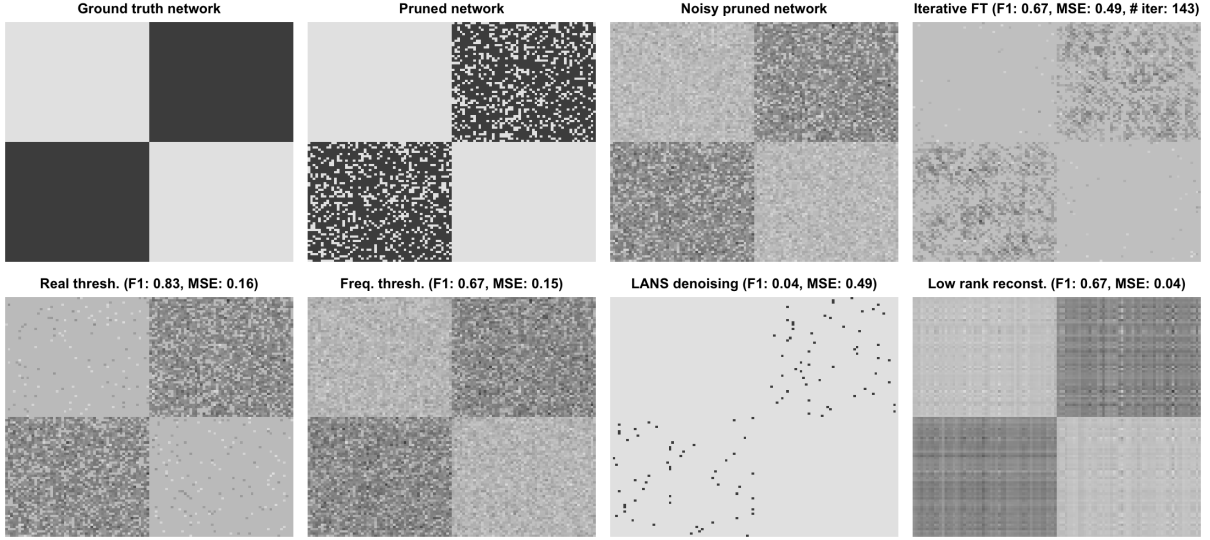 Ground truth network
Pruned network
Noisy pruned network
Iterative FT (F1: 0.67, MSE: 0.49, # iter: 143)
Real thresh. (F1: 0.83, MSE: 0.16)
Freq. thresh. (F1: 0.67, MSE: 0.15)
LANS denoising (F1: 0.04, MSE: 0.49)
Low rank reconst. (F1: 0.67, MSE: 0.04)